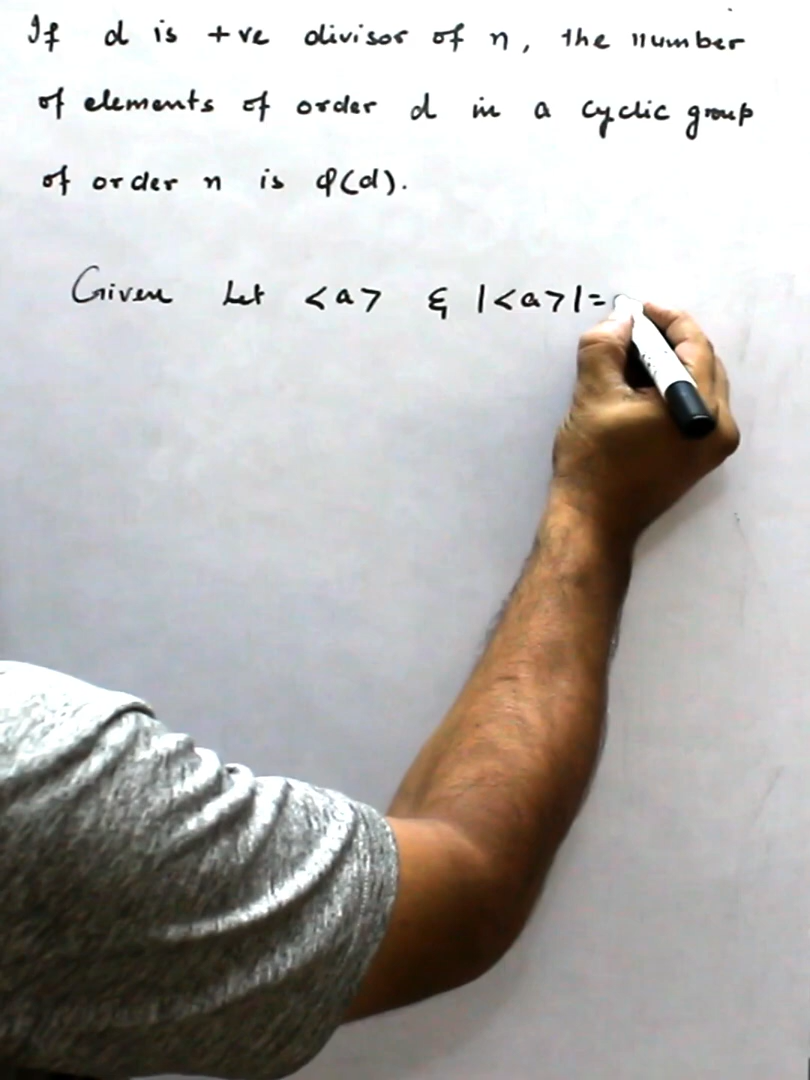 If d is +ve divisor of n, the number
of elements of order d in a cyclic group
of order n is φ(d).
Given Let <a> & |<a>|=